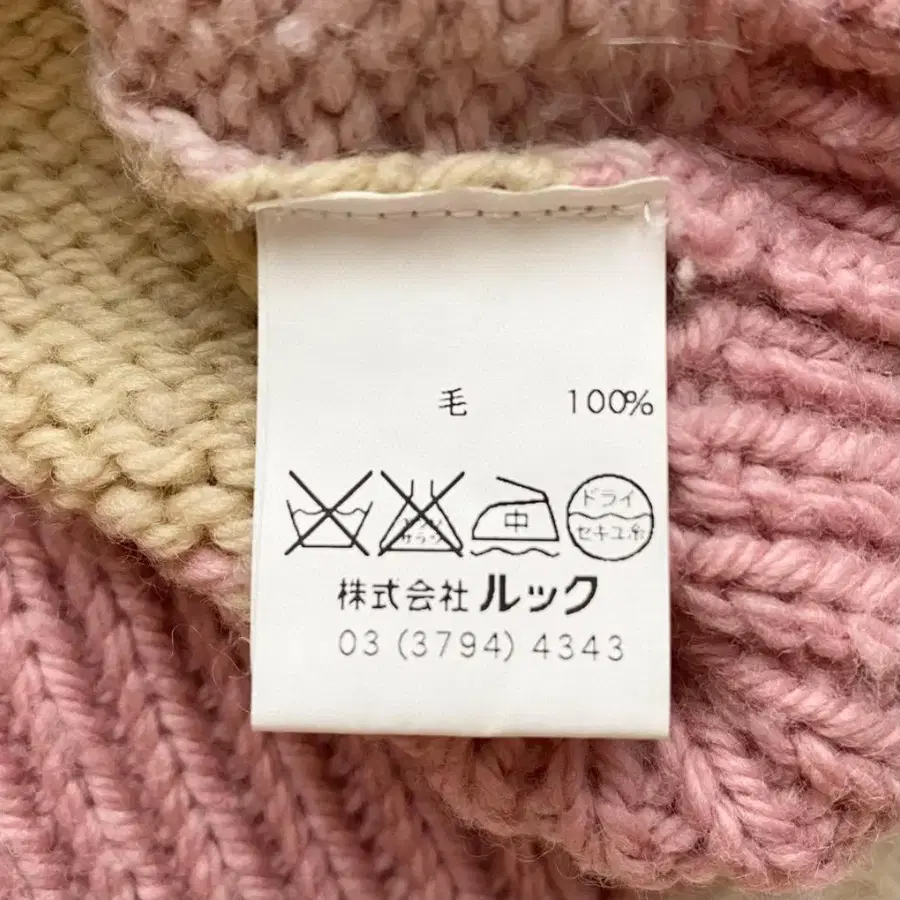 毛 100%
中
ドライ
セキユ系
株式会社 ルック
03 (3794) 4343